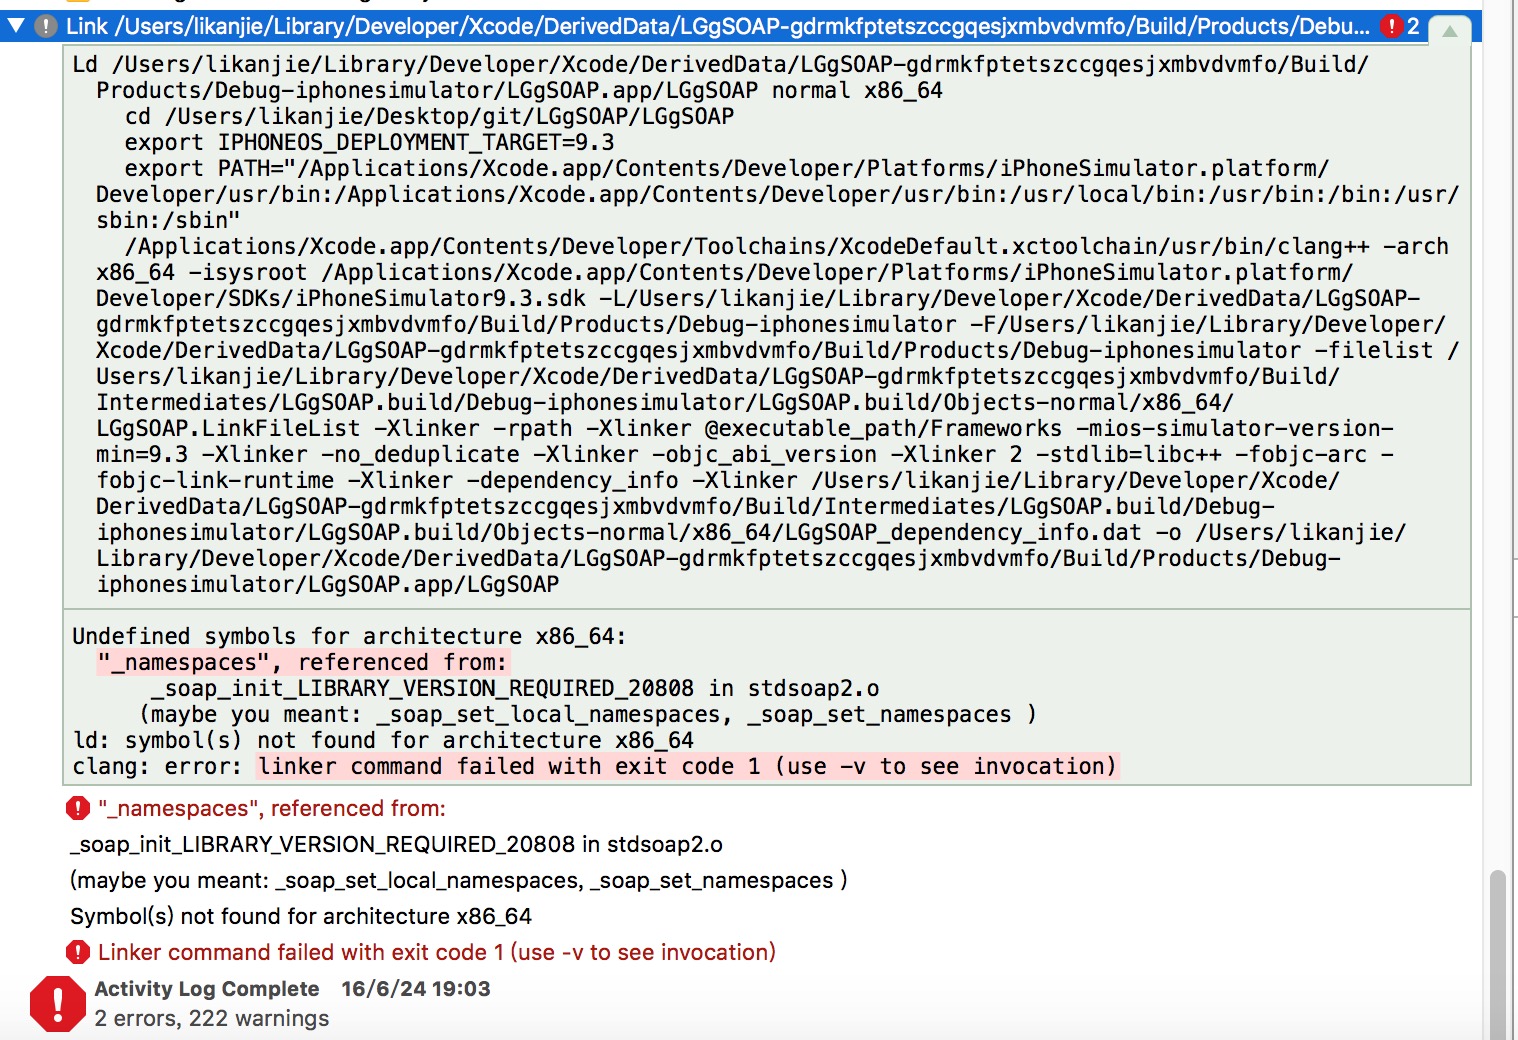 Link /Users/likanjie/Library/Developer/Xcode/DerivedData/LGgSOAP-gdrmkfptetszccgqesjxmbvdvmfo/Build/Products/Debu... 2
Ld /Users/likanjie/Library/Developer/Xcode/DerivedData/LGgSOAP-gdrmkfptetszccgqesjxmbvdvmfo/Build/
Products/Debug-iphonesimulator/LGgSOAP.app/LGgSOAP normal x86_64
cd /Users/likanjie/Desktop/git/LGgSOAP/LGgSOAP
export IPHONEOS_DEPLOYMENT_TARGET=9.3
export PATH="/Applications/Xcode.app/Contents/Developer/Platforms/iPhoneSimulator.platform/
Developer/usr/bin:/Applications/Xcode.app/Contents/Developer/usr/bin:/usr/local/bin:/usr/bin:/bin:/usr/
sbin:/sbin"
/Applications/Xcode.app/Contents/Developer/Toolchains/XcodeDefault.xctoolchain/usr/bin/clang++ -arch
x86_64 -isysroot /Applications/Xcode.app/Contents/Developer/Platforms/iPhoneSimulator.platform/
Developer/SDKs/iPhoneSimulator9.3.sdk -L/Users/likanjie/Library/Developer/Xcode/DerivedData/LGgSOAP-
gdrmkfptetszccgqesjxmbvdvmfo/Build/Products/Debug-iphonesimulator -F/Users/likanjie/Library/Developer/
Xcode/DerivedData/LGgSOAP-gdrmkfptetszccgqesjxmbvdvmfo/Build/Products/Debug-iphonesimulator -filelist /
Users/likanjie/Library/Developer/Xcode/DerivedData/LGgSOAP-gdrmkfptetszccgqesjxmbvdvmfo/Build/
Intermediates/LGgSOAP.build/Debug-iphonesimulator/LGgSOAP.build/Objects-normal/x86_64/
LGgSOAP.LinkFileList -Xlinker -rpath -Xlinker @executable_path/Frameworks -mios-simulator-version-
min=9.3 -Xlinker -no_deduplicate -Xlinker -objc_abi_version -Xlinker 2 -stdlib=libc++ -fobjc-arc -
fobjc-link-runtime -Xlinker -dependency_info -Xlinker /Users/likanjie/Library/Developer/Xcode/
DerivedData/LGgSOAP-gdrmkfptetszccgqesjxmbvdvmfo/Build/Intermediates/LGgSOAP.build/Debug-
iphonesimulator/LGgSOAP.build/Objects-normal/x86_64/LGgSOAP_dependency_info.dat -o /Users/likanjie/
Library/Developer/Xcode/DerivedData/LGgSOAP-gdrmkfptetszccgqesjxmbvdvmfo/Build/Products/Debug-
iphonesimulator/LGgSOAP.app/LGgSOAP
Undefined symbols for architecture x86_64:
"_namespaces", referenced from:
_soap_init_LIBRARY_VERSION_REQUIRED_20808 in stdsoap2.o
(maybe you meant: _soap_set_local_namespaces, _soap_set_namespaces )
ld: symbol(s) not found for architecture x86_64
clang: error: linker command failed with exit code 1 (use -v to see invocation)
"_namespaces", referenced from:
_soap_init_LIBRARY_VERSION_REQUIRED_20808 in stdsoap2.o
(maybe you meant: _soap_set_local_namespaces, _soap_set_namespaces )
Symbol(s) not found for architecture x86_64
Linker command failed with exit code 1 (use -v to see invocation)
Activity Log Complete 16/6/24 19:03
2 errors, 222 warnings